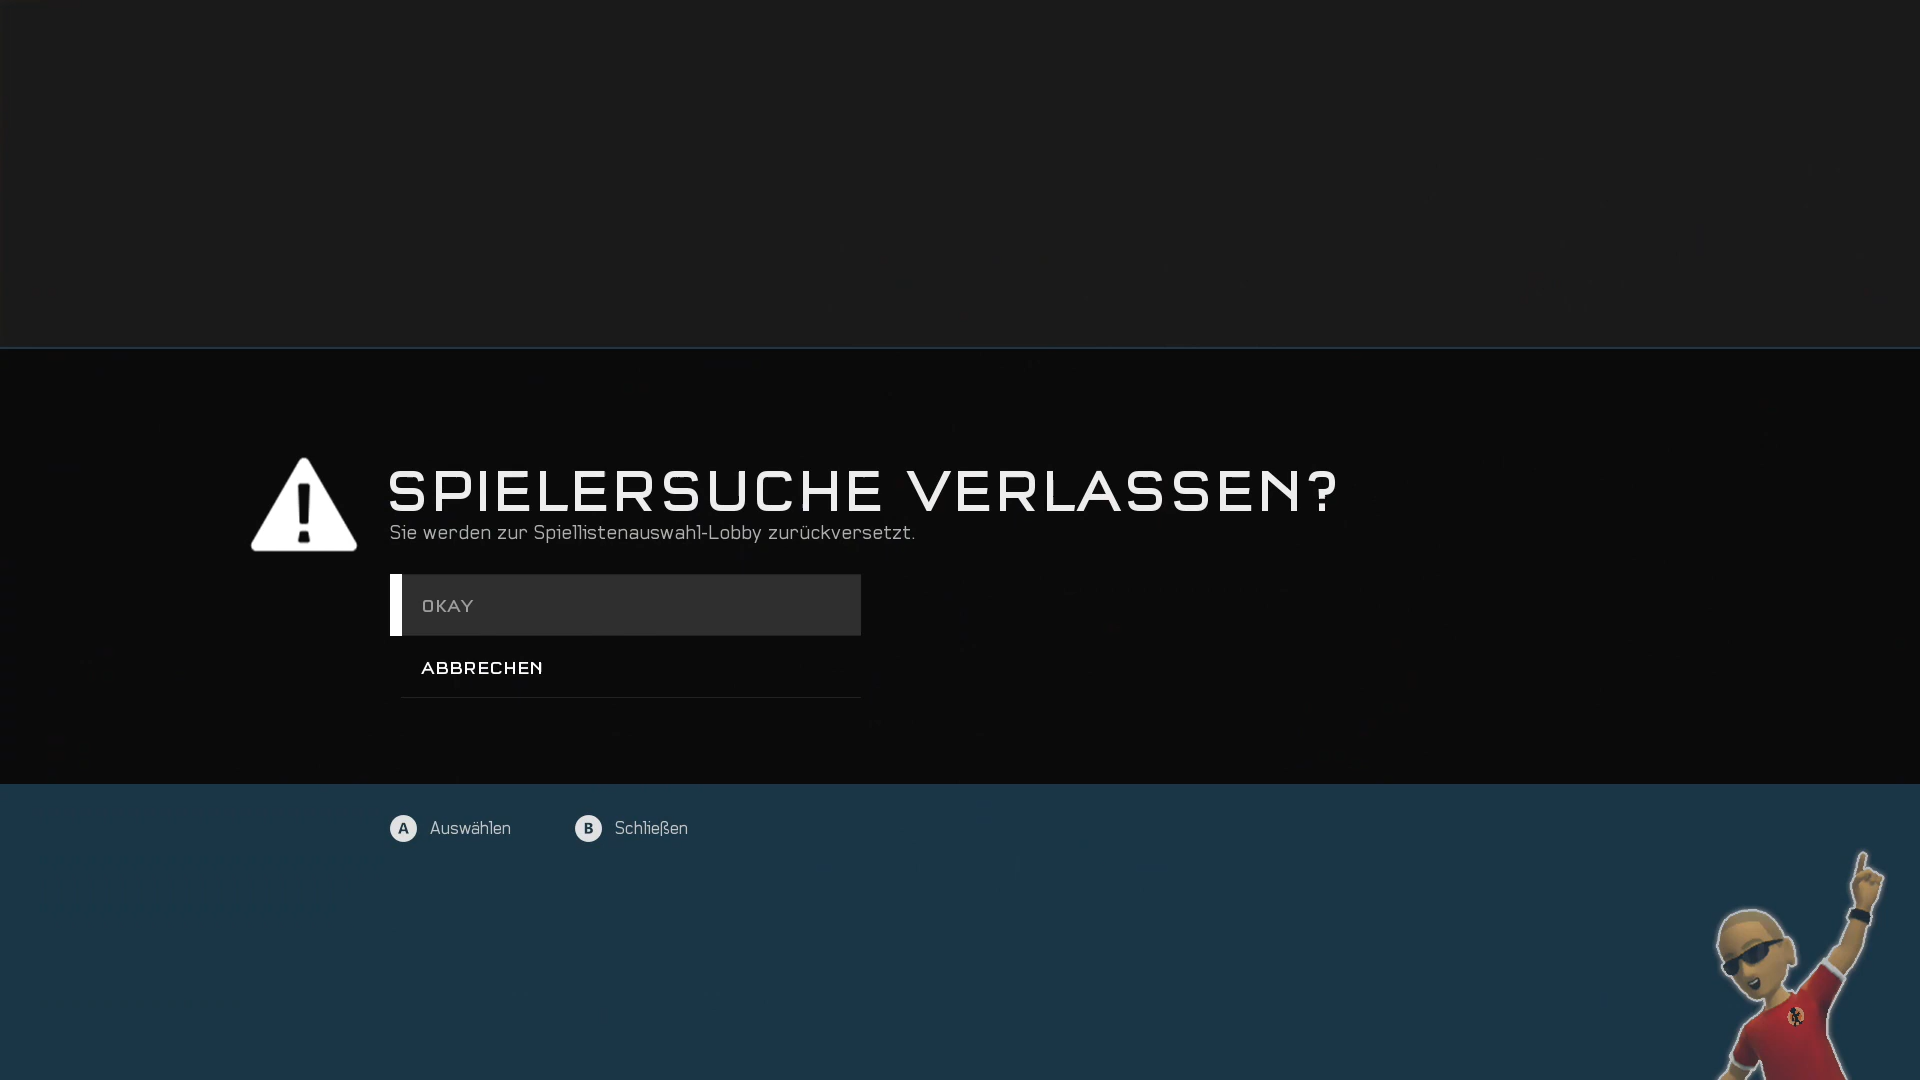 SPIELERSUCHE VERLASSEN?
Sie werden zur Spiellistenauswahl-Lobby zurückversetzt.
OKAY
ABBRECHEN
A Auswählen B Schließen